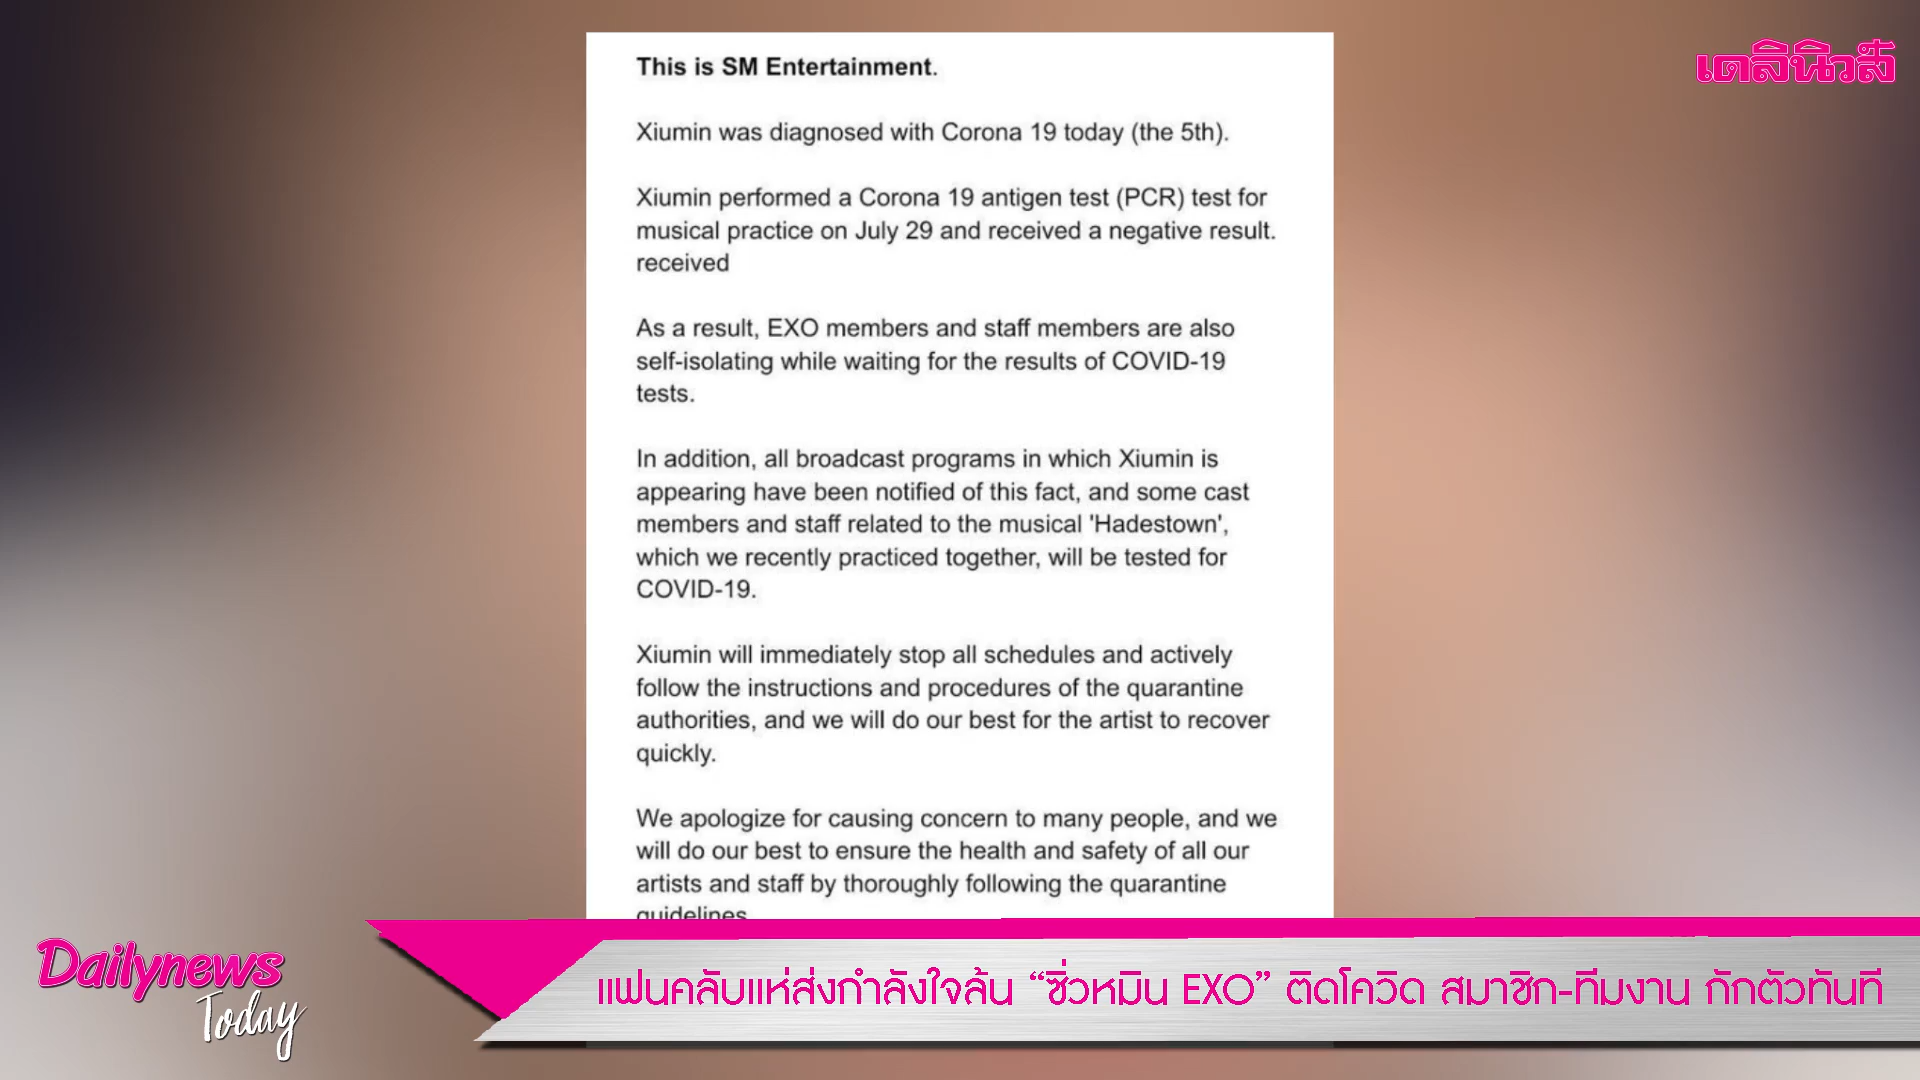 เดลินิวส์
This is SM Entertainment.
Xiumin was diagnosed with Corona 19 today (the 5th).
Xiumin performed a Corona 19 antigen test (PCR) test for
musical practice on July 29 and received a negative result.
received
As a result, EXO members and staff members are also
self-isolating while waiting for the results of COVID-19
tests.
In addition, all broadcast programs in which Xiumin is
appearing have been notified of this fact, and some cast
members and staff related to the musical 'Hadestown',
which we recently practiced together, will be tested for
COVID-19.
Xiumin will immediately stop all schedules and actively
follow the instructions and procedures of the quarantine
authorities, and we will do our best for the artist to recover
quickly.
We apologize for causing concern to many people, and we
will do our best to ensure the health and safety of all our
artists and staff by thoroughly following the quarantine
guidelines
Dailynews
Today
แฟนคลับแห่ส่งกำลังใจล้น “ซิ่วหมิน EXO” ติดโควิด สมาชิก-ทีมงาน กักตัวทันที